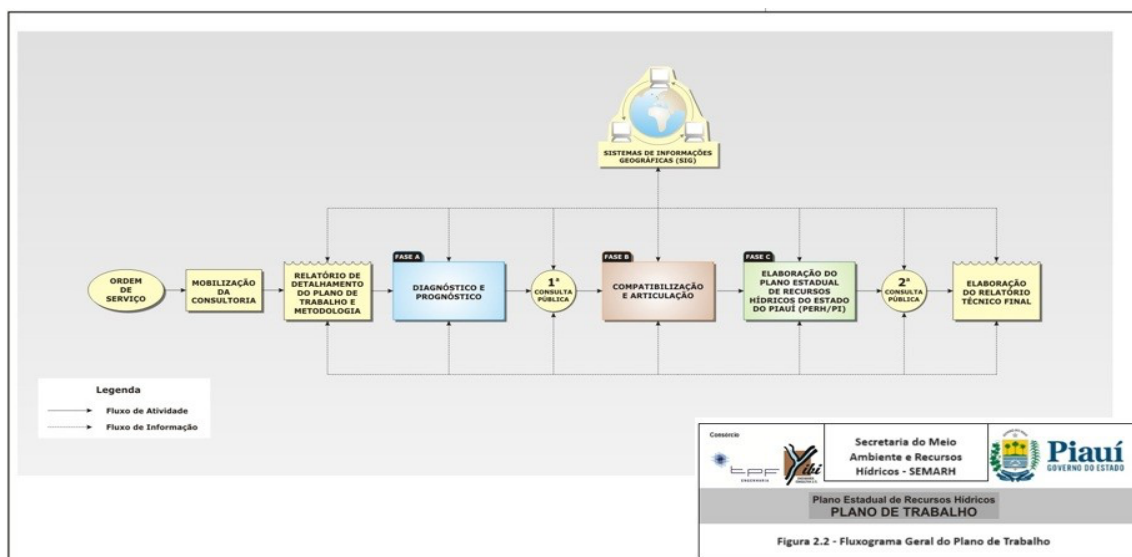 SISTEMAS DE INFORMAÇÕES
GEOGRÁFICAS (SIG)
ORDEM
DE
SERVIÇO
MOBILIZAÇÃO
DA
CONSULTORIA
RELATÓRIO DE
DETALHAMENTO
DO PLANO DE
TRABALHO E
METODOLOGIA
FASE A
DIAGNÓSTICO E
PROGNÓSTICO
1ª
CONSULTA
PÚBLICA
FASE B
COMPATIBILIZAÇÃO
E ARTICULAÇÃO
FASE C
ELABORAÇÃO DO
PLANO ESTADUAL
DE RECURSOS
HÍDRICOS DO ESTADO
DO PIAUÍ (PERH/PI)
2ª
CONSULTA
PÚBLICA
ELABORAÇÃO
DO RELATÓRIO
TÉCNICO FINAL
Legenda
Fluxo de Atividade
Fluxo de Informação
Consórcio
tpf
ENGENHARIA
Yibi
Secretaria do Meio
Ambiente e Recursos
Hídricos - SEMARH
Piauí
GOVERNO DO ESTADO
Plano Estadual de Recursos Hídricos
PLANO DE TRABALHO
Figura 2.2 - Fluxograma Geral do Plano de Trabalho